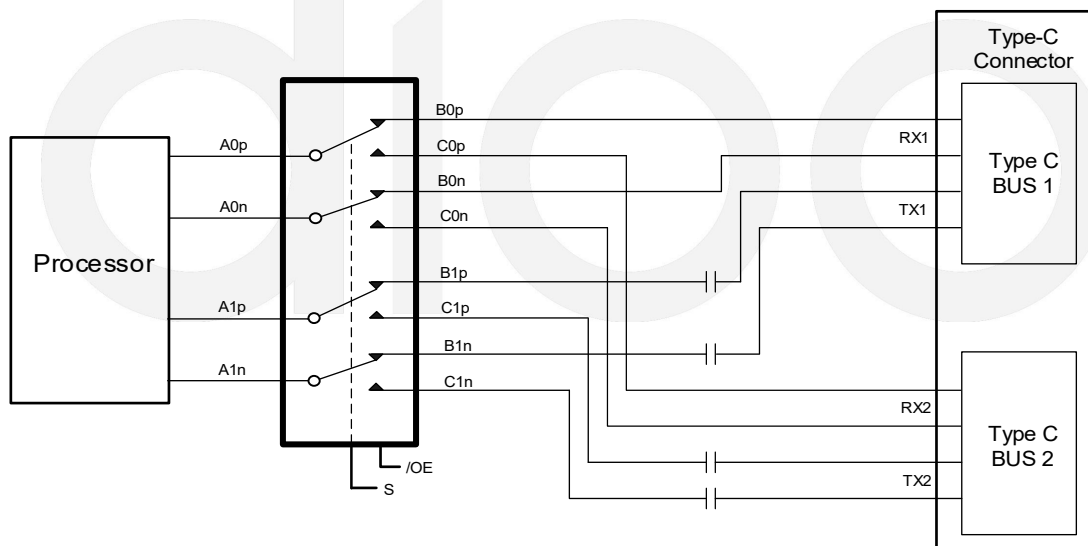 Processor
A0p
A0n
A1p
A1n
B0p
C0p
B0n
C0n
B1p
C1p
B1n
C1n
/OE
S
Type-C
Connector
RX1
TX1
Type C
BUS 1
RX2
TX2
Type C
BUS 2
dioo